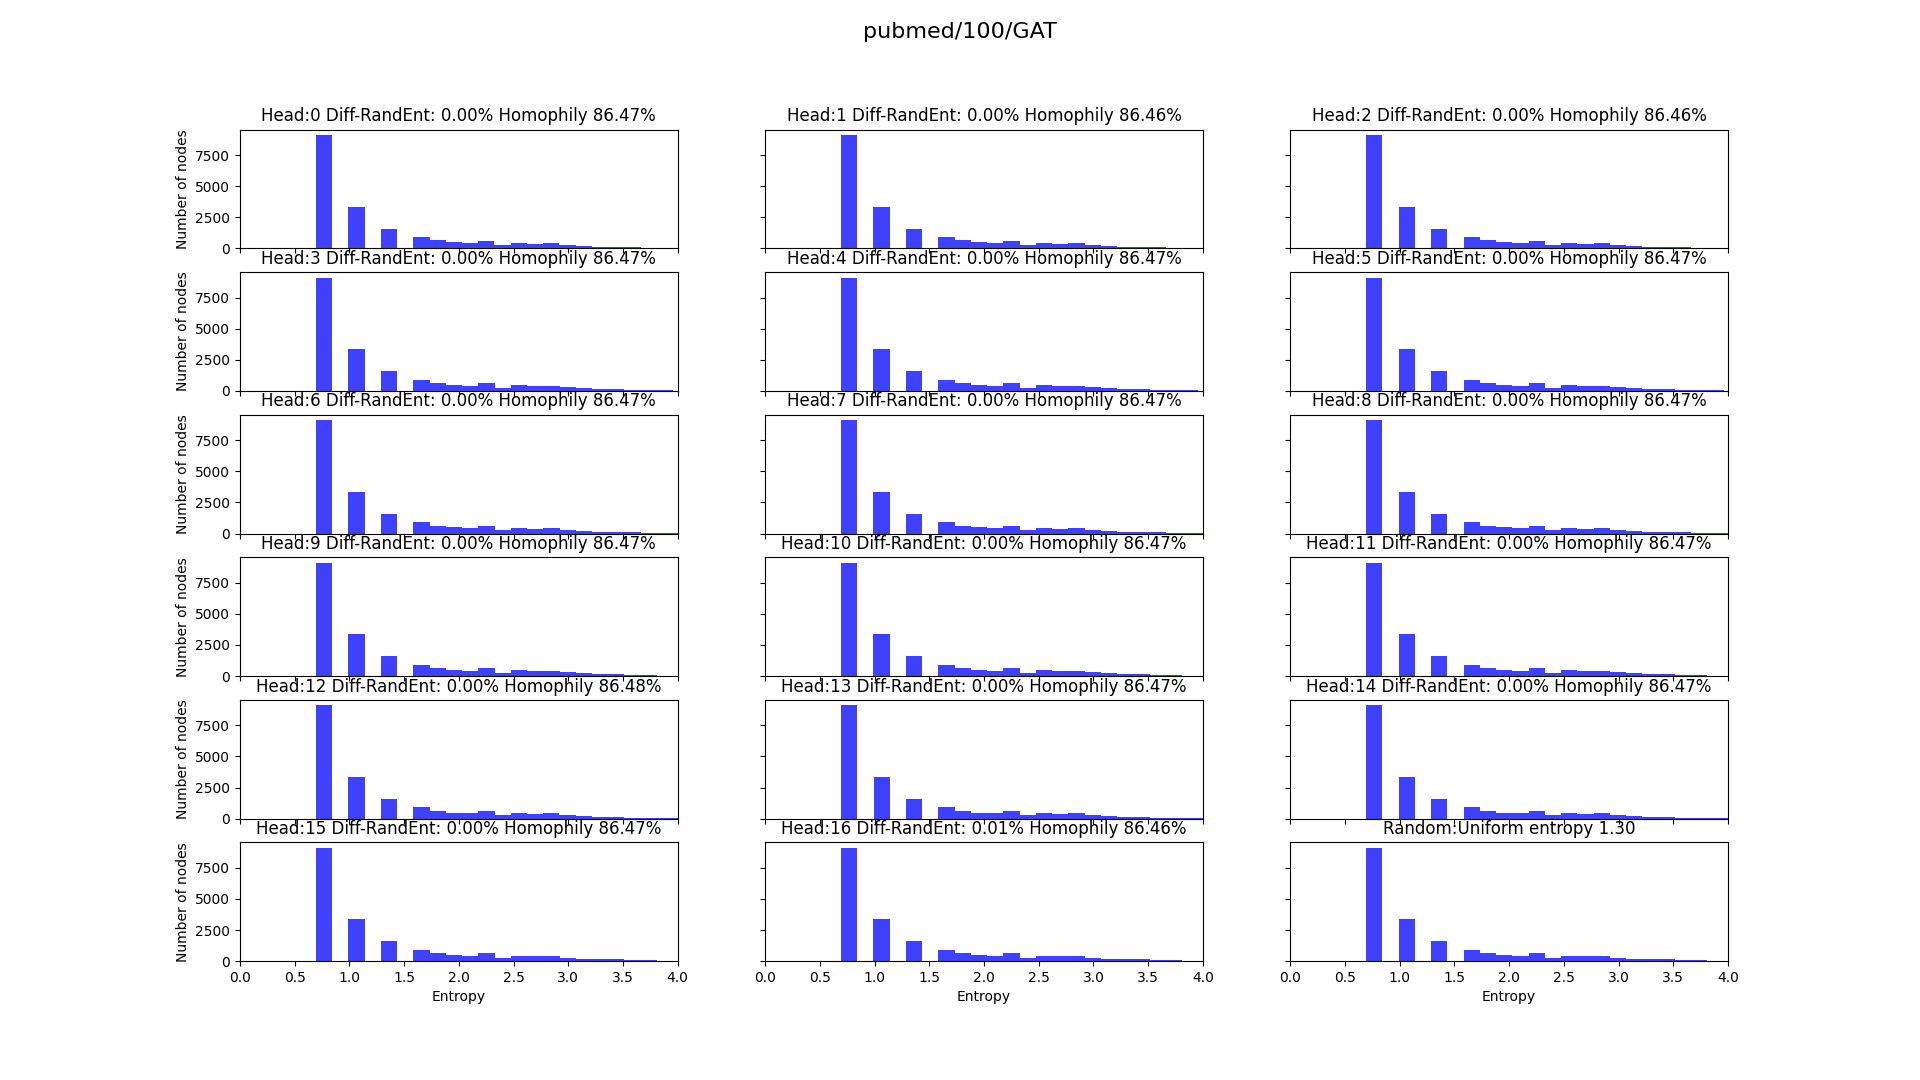 pubmed/100/GAT
Head:0 Diff-RandEnt: 0.00% Homophily 86.47%
Head:1 Diff-RandEnt: 0.00% Homophily 86.46%
Head:2 Diff-RandEnt: 0.00% Homophily 86.46%
Number of nodes
7500
5000
2500
0
Head:3 Diff-RandEnt: 0.00% Homophily 86.47%
Head:4 Diff-RandEnt: 0.00% Homophily 86.47%
Head:5 Diff-RandEnt: 0.00% Homophily 86.47%
Number of nodes
7500
5000
2500
0
Head:6 Diff-RandEnt: 0.00% Homophily 86.47%
Head:7 Diff-RandEnt: 0.00% Homophily 86.47%
Head:8 Diff-RandEnt: 0.00% Homophily 86.47%
Number of nodes
7500
5000
2500
0
Head:9 Diff-RandEnt: 0.00% Homophily 86.47%
Head:10 Diff-RandEnt: 0.00% Homophily 86.47%
Head:11 Diff-RandEnt: 0.00% Homophily 86.47%
Number of nodes
7500
5000
2500
0
Head:12 Diff-RandEnt: 0.00% Homophily 86.48%
Head:13 Diff-RandEnt: 0.00% Homophily 86.47%
Head:14 Diff-RandEnt: 0.00% Homophily 86.47%
Number of nodes
7500
5000
2500
0
Head:15 Diff-RandEnt: 0.00% Homophily 86.47%
Head:16 Diff-RandEnt: 0.01% Homophily 86.46%
Random:Uniform entropy 1.30
Number of nodes
7500
5000
2500
0
0.0 0.5 1.0 1.5 2.0 2.5 3.0 3.5 4.0
0.0 0.5 1.0 1.5 2.0 2.5 3.0 3.5 4.0
0.0 0.5 1.0 1.5 2.0 2.5 3.0 3.5 4.0
Entropy
Entropy
Entropy